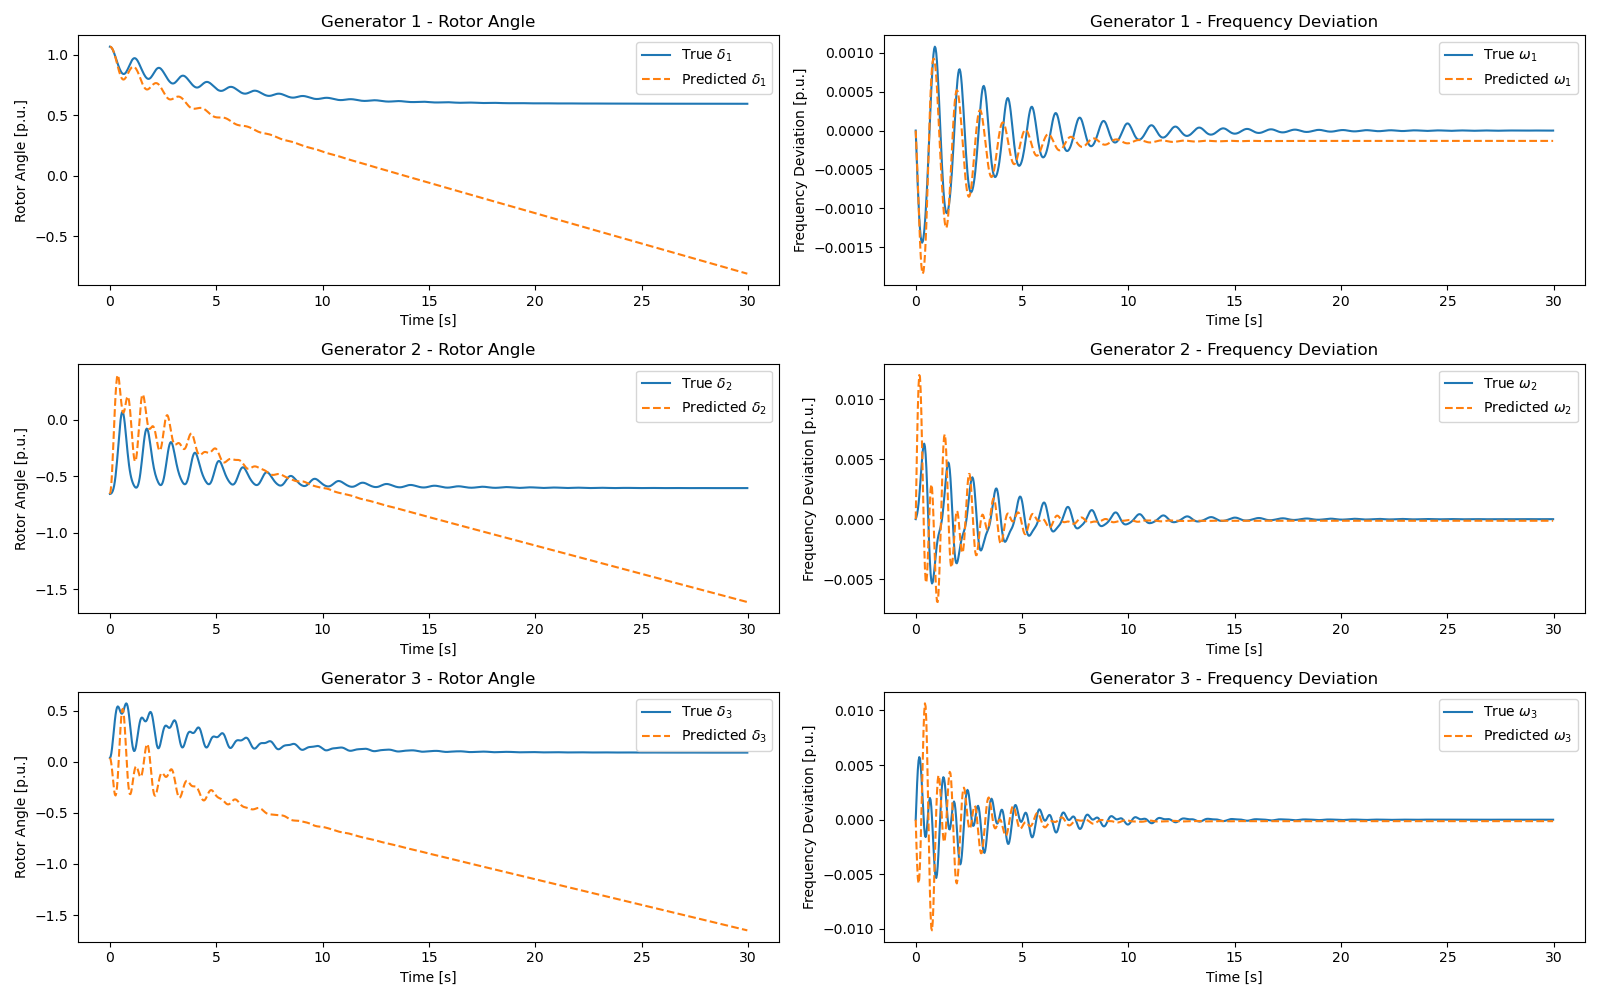 Generator 1 - Rotor Angle
Rotor Angle [p.u.]
1.0
0.5
0.0
−0.5
True δ1
Predicted δ1
0 5 10 15 20 25 30
Time [s]
Generator 1 - Frequency Deviation
Frequency Deviation [p.u.]
0.0010
0.0005
0.0000
−0.0005
−0.0010
−0.0015
True ω1
Predicted ω1
0 5 10 15 20 25 30
Time [s]
Generator 2 - Rotor Angle
Rotor Angle [p.u.]
0.0
−0.5
−1.0
−1.5
True δ2
Predicted δ2
0 5 10 15 20 25 30
Time [s]
Generator 2 - Frequency Deviation
Frequency Deviation [p.u.]
0.010
0.005
0.000
−0.005
True ω2
Predicted ω2
0 5 10 15 20 25 30
Time [s]
Generator 3 - Rotor Angle
Rotor Angle [p.u.]
0.5
0.0
−0.5
−1.0
−1.5
True δ3
Predicted δ3
0 5 10 15 20 25 30
Time [s]
Generator 3 - Frequency Deviation
Frequency Deviation [p.u.]
0.010
0.005
0.000
−0.005
−0.010
True ω3
Predicted ω3
0 5 10 15 20 25 30
Time [s]